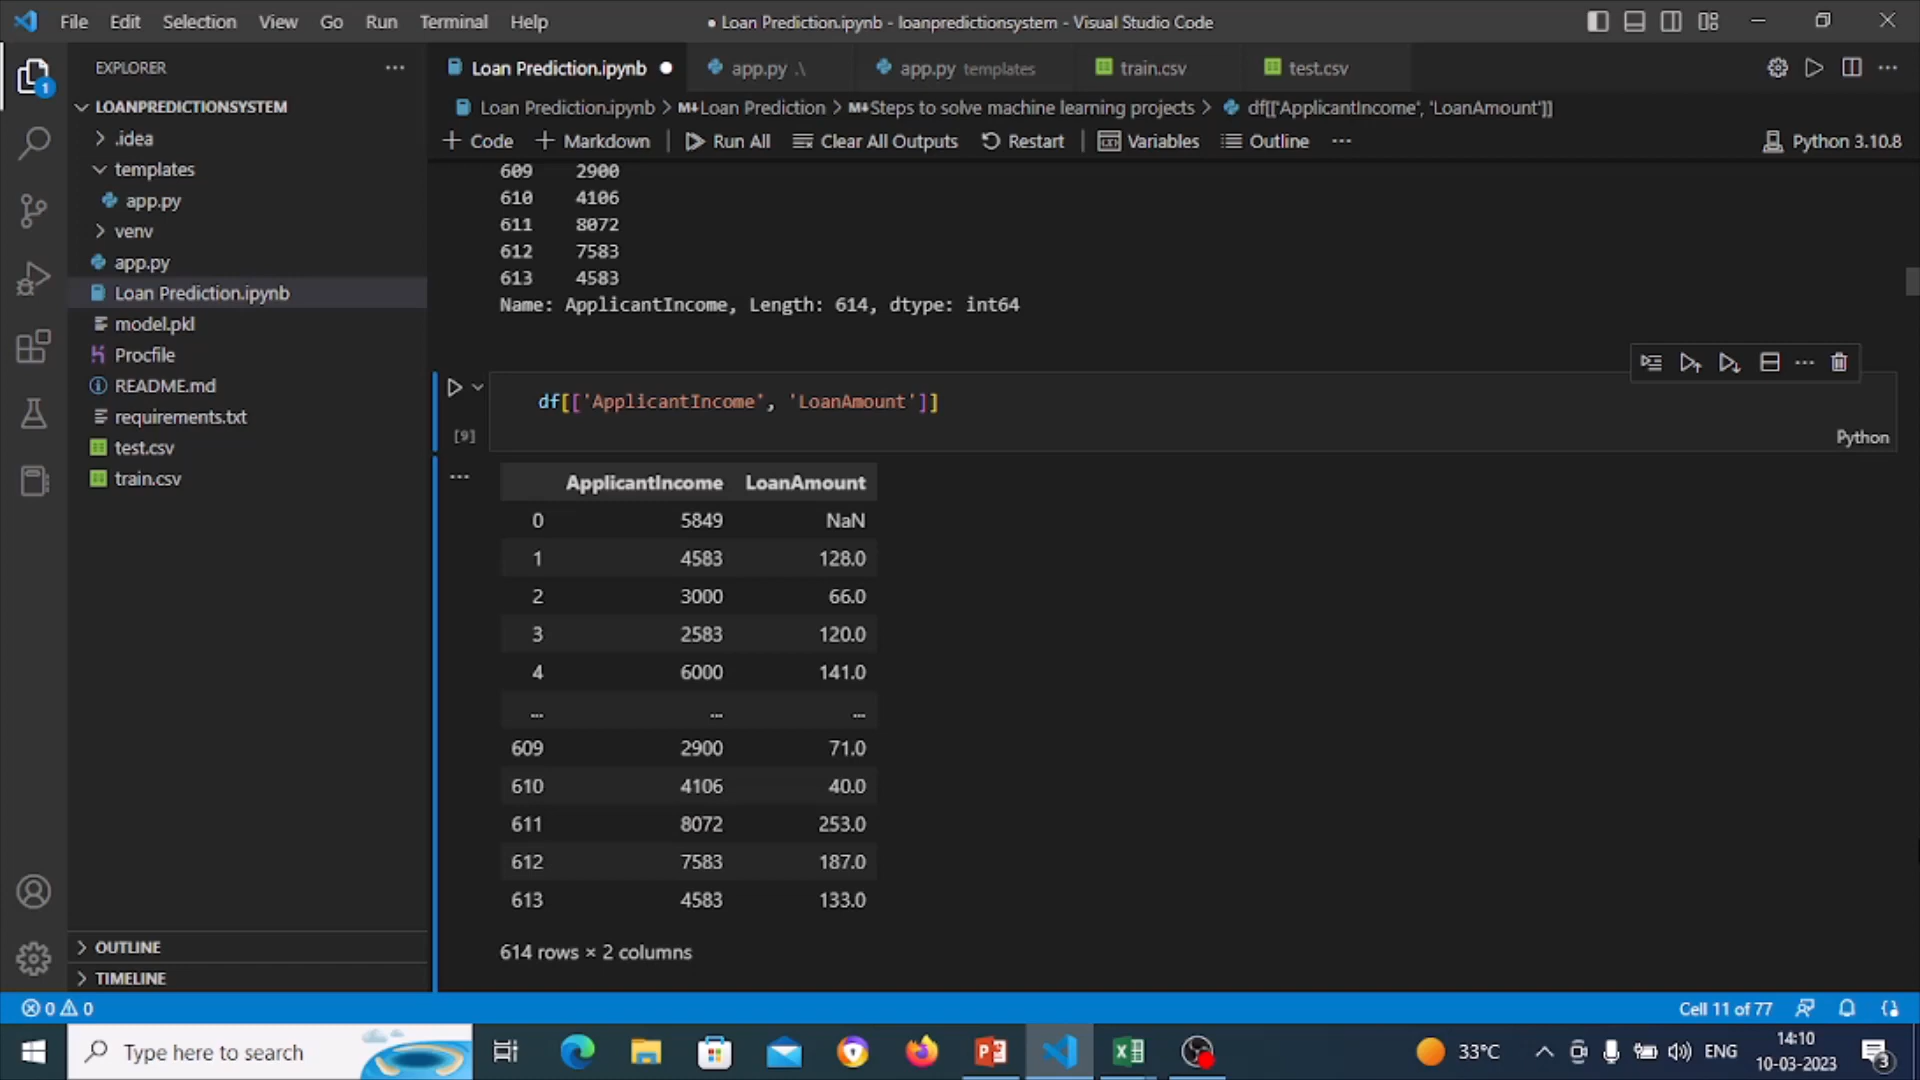 File Edit Selection View Go Run Terminal Help
● Loan Prediction.ipynb - loanpredictionsystem - Visual Studio Code
EXPLORER
LOANPREDICTIONSYSTEM
.idea
templates
app.py
venv
app.py
Loan Prediction.ipynb
model.pkl
Procfile
README.md
requirements.txt
test.csv
train.csv
OUTLINE
TIMELINE
1
Loan Prediction.ipynb ● app.py .\ app.py templates train.csv test.csv
Loan Prediction.ipynb > M↓Loan Prediction > M↓Steps to solve machine learning projects > df[['ApplicantIncome', 'LoanAmount']]
+ Code + Markdown Run All Clear All Outputs Restart Variables Outline ... Python 3.10.8
609 2900
610 4106
611 8072
612 7583
613 4583
Name: ApplicantIncome, Length: 614, dtype: int64
df[['ApplicantIncome', 'LoanAmount']]
[9]
Python
ApplicantIncome LoanAmount
0 5849 NaN
1 4583 128.0
2 3000 66.0
3 2583 120.0
4 6000 141.0
... ... ...
609 2900 71.0
610 4106 40.0
611 8072 253.0
612 7583 187.0
613 4583 133.0
614 rows × 2 columns
0 0
Cell 11 of 77
Type here to search
33°C
ENG
14:10
10-03-2023
3